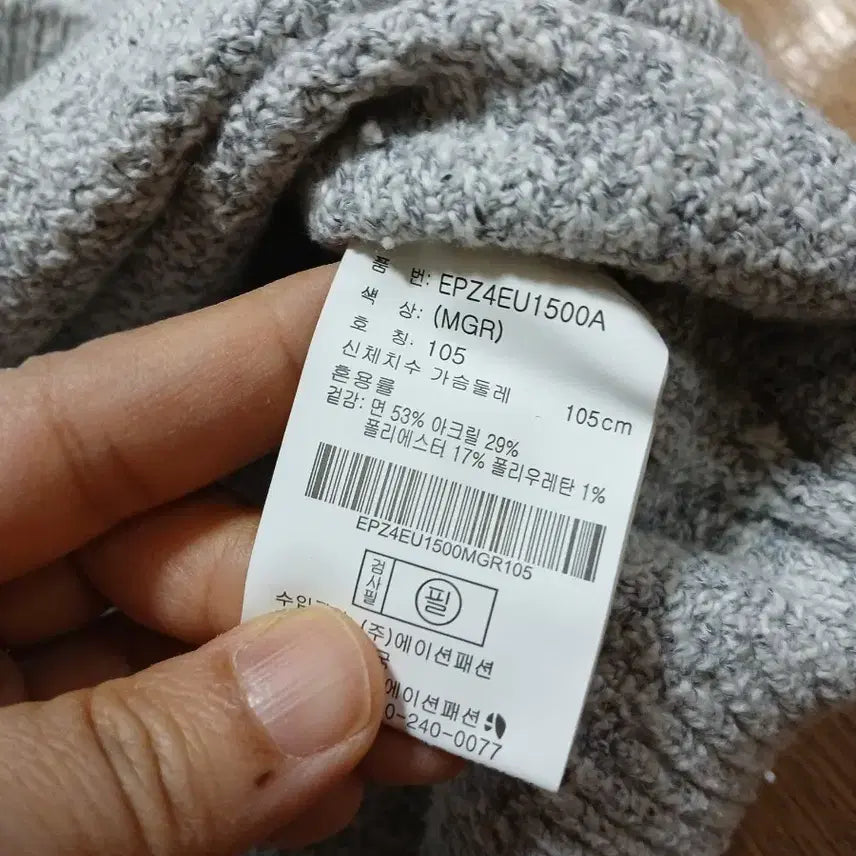 품 번: EPZ4EU1500A
색 상: (MGR)
호 칭: 105
신체치수 가슴둘레 105cm
혼용률
겉감: 면 53% 아크릴 29%
폴리에스터 17% 폴리우레탄 1%
EPZ4EU1500MGR105
검사필 필
(주)에이션패션
에이션패션
0-240-0077